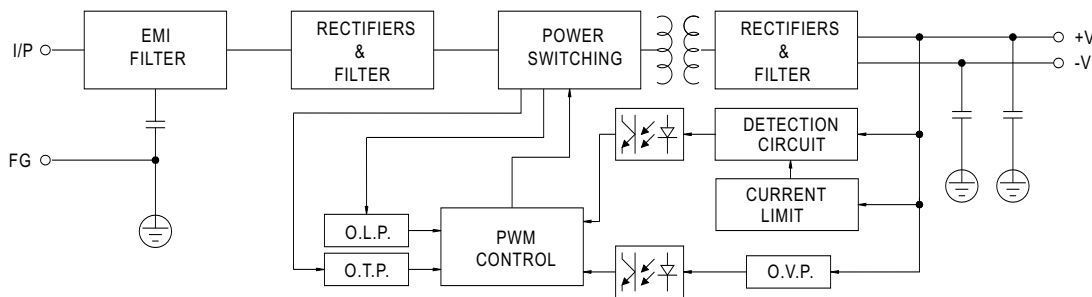 I/P
EMI
FILTER
RECTIFIERS
&
FILTER
POWER
SWITCHING
RECTIFIERS
&
FILTER
+V
-V
FG
DETECTION
CIRCUIT
CURRENT
LIMIT
O.L.P.
O.T.P.
PWM
CONTROL
O.V.P.